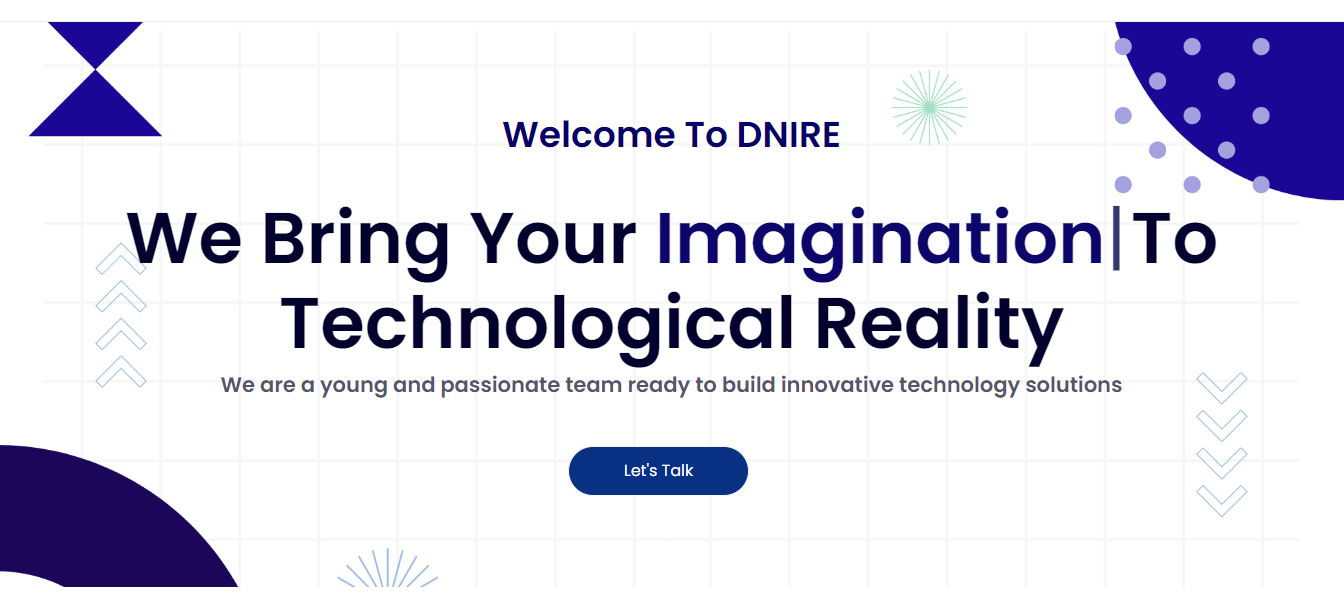 Welcome To DNIRE
We Bring Your Imagination|To
Technological Reality
We are a young and passionate team ready to build innovative technology solutions
Let's Talk